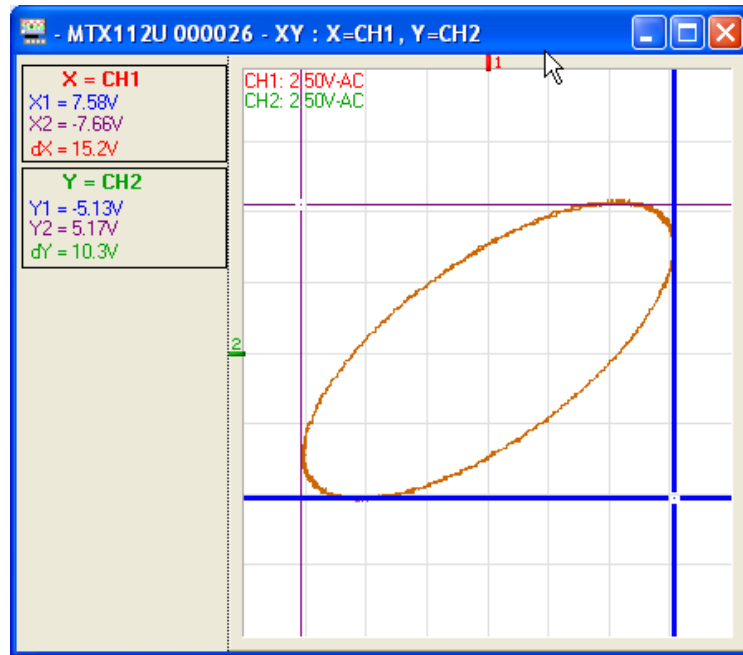 - MTX112U 000026 - XY : X=CH1 , Y=CH2
X = CH1
X1 = 7.58V
X2 = -7.66V
dX = 15.2V
Y = CH2
Y1 = -5.13V
Y2 = 5.17V
dY = 10.3V
1
CH1: 2.50V-AC
CH2: 2.50V-AC
2